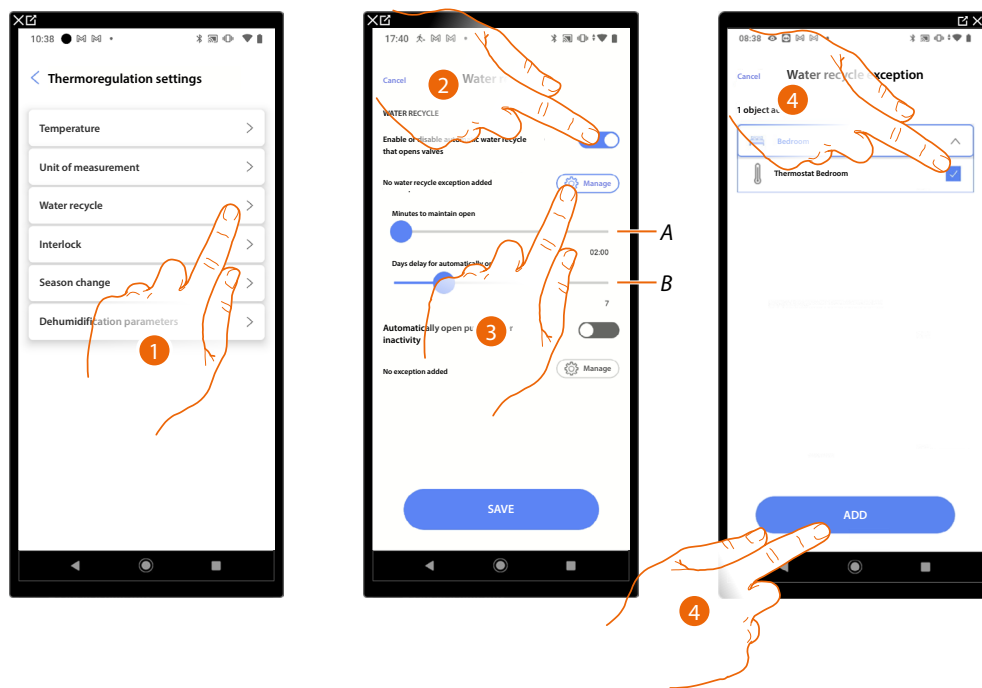 10:38
Thermoregulation settings
Temperature
Unit of measurement
Water recycle
Interlock
Season change
Dehumidification parameters
1
17:40
Cancel
2
Water
WATER RECYCLE
Enable or disable automatic water recycle
that opens valves
No water recycle exception added
Manage
Minutes to maintain open
A
02:00
Days delay for automatically
B
7
Automatically open
inactivity
3
No exception added
Manage
SAVE
08:38
Cancel
Water recycle exception
4
1 object
Bedroom
Thermostat Bedroom
ADD
4